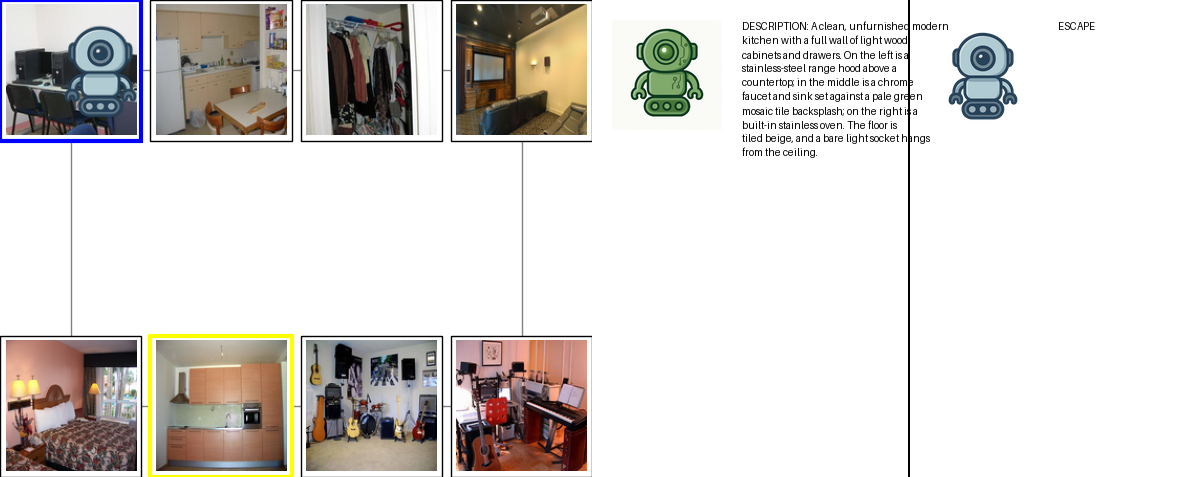 DESCRIPTION: A clean, unfurnished modern
kitchen with a full wall of light wood
cabinets and drawers. On the left is a
stainless-steel range hood above a
countertop; in the middle is a chrome
faucet and sink set against a pale green
mosaic tile backsplash; on the right is a
built-in stainless oven. The floor is
tiled beige, and a bare light socket hangs
from the ceiling.
ESCAPE